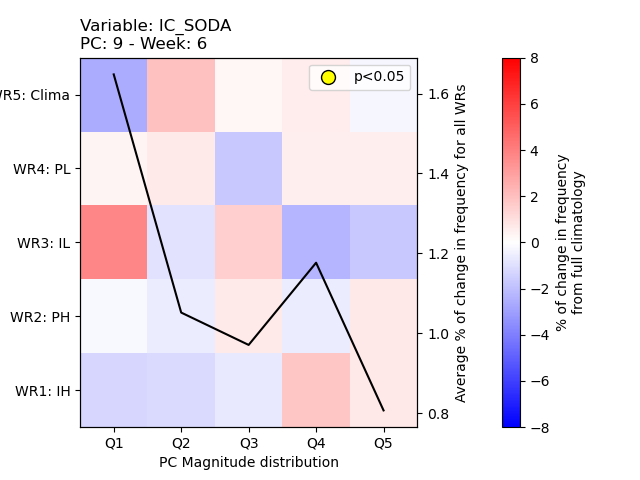 Variable: IC_SODA
PC: 9 - Week: 6
p<0.05
WR5: Clima
WR4: PL
WR3: IL
WR2: PH
WR1: IH
Q1 Q2 Q3 Q4 Q5
PC Magnitude distribution
1.6
1.4
1.2
1.0
0.8
Average % of change in frequency for all WRs
8
6
4
2
0
−2
−4
−6
−8
% of change in frequency
from full climatology